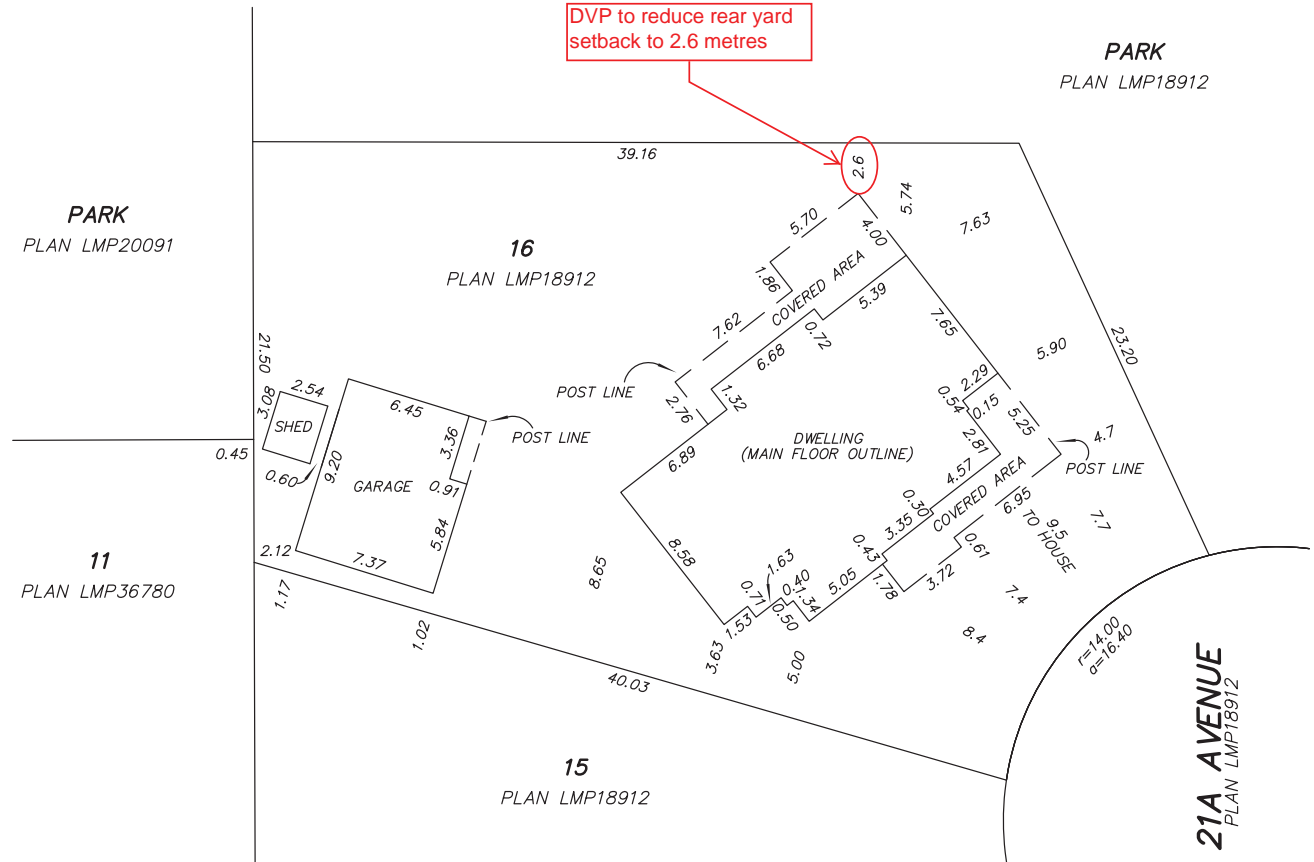 DVP to reduce rear yard
setback to 2.6 metres
PARK
PLAN LMP18912
39.16
2.6
5.74
7.63
PARK
PLAN LMP20091
16
PLAN LMP18912
5.70
4.00
1.86
COVERED AREA
5.39
7.62
0.72
6.68
7.65
23.20
21.50
5.90
2.29
POST LINE
1.32
2.76
0.54
0.15
5.25
2.54
3.08
SHED
6.45
POST LINE
3.36
DWELLING
(MAIN FLOOR OUTLINE)
2.81
4.7
POST LINE
0.45
0.60
9.20
GARAGE
0.91
6.89
4.57
COVERED AREA
6.95
0.30
3.35
9.5
TO HOUSE
7.7
5.84
0.43
0.61
2.12
7.37
8.58
8.65
1.63
0.40
5.05
1.78
3.72
7.4
11
PLAN LMP36780
1.17
0.71
1.34
1.53
0.50
8.4
1.02
3.63
5.00
r=14.00
a=16.40
40.03
21A AVENUE
PLAN LMP18912
15
PLAN LMP18912